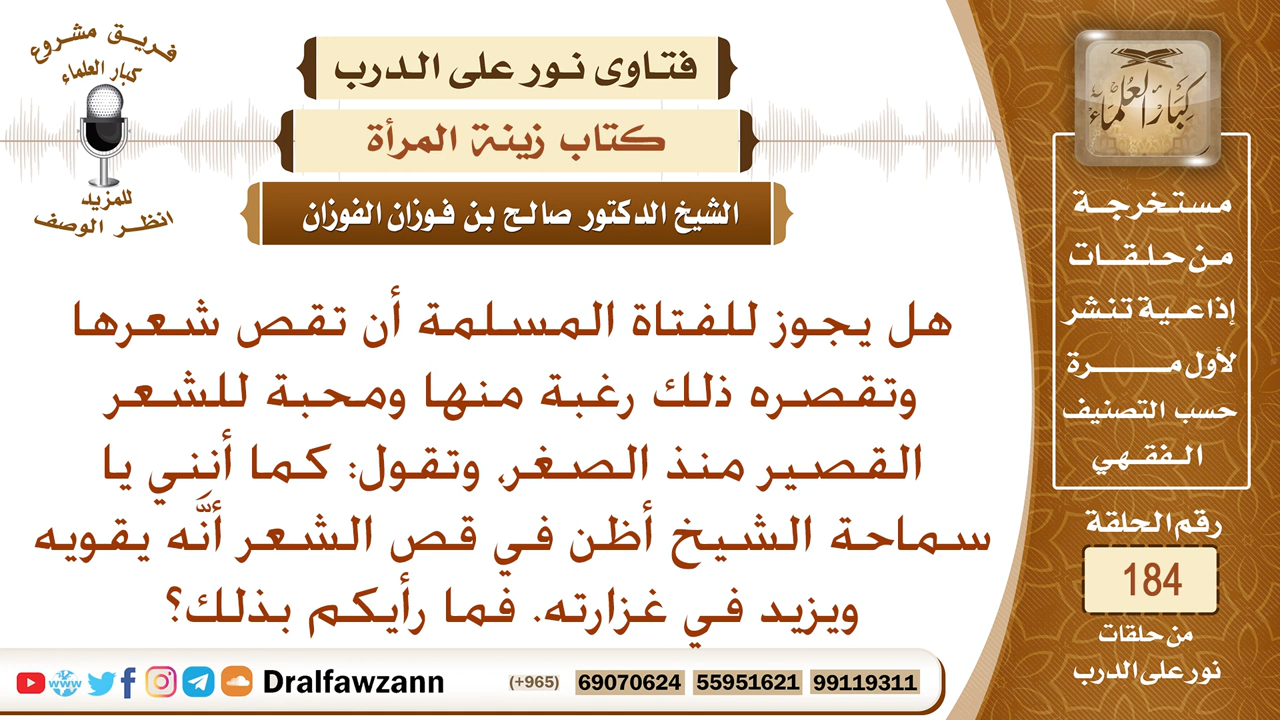 فريق مشروع
كبار العلماء
للمزيد
انظر الوصف
فتاوى نور على الدرب
كتاب زينة المرأة
الشيخ الدكتور صالح بن فوزان الفوزان
هل يجوز للفتاة المسلمة أن تقص شعرها
وتقصره ذلك رغبة منها ومحبة للشعر
القصير منذ الصغر، وتقول: كما أنني يا
سماحة الشيخ أظن في قص الشعر أنَّه يقويه
ويزيد في غزارته. فما رأيكم بذلك؟
كبار العلماء
مستخرجة
من حلقات
إذاعية تنشر
لأول مرة
حسب التصنيف
الفقهي
رقم الحلقة
184
من حلقات
نور على الدرب
www Dralfawzann (+965) 69070624 55951621 99119311